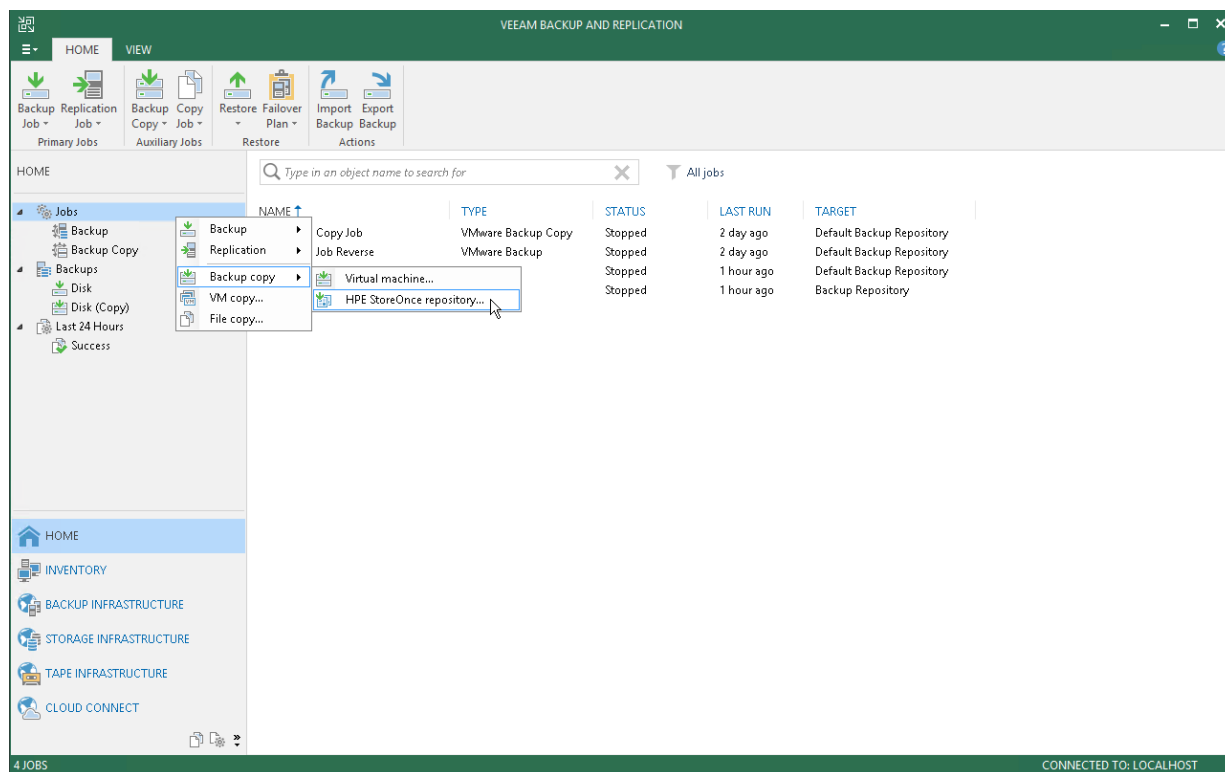 VEEAM BACKUP AND REPLICATION
HOME VIEW
Backup Job
Replication Job
Backup Copy
Copy Job
Restore
Failover Plan
Import Backup
Export Backup
Primary Jobs
Auxiliary Jobs
Restore
Actions
HOME
Type in an object name to search for
All jobs
Jobs
Backup
Backup Copy
Backups
Disk
Disk (Copy)
Last 24 Hours
Success
Backup
Replication
Backup copy
VM copy...
File copy...
Virtual machine...
HPE StoreOnce repository...
NAME TYPE STATUS LAST RUN TARGET
Copy Job VMware Backup Copy Stopped 2 day ago Default Backup Repository
Job Reverse VMware Backup Stopped 2 day ago Default Backup Repository
Stopped 1 hour ago Default Backup Repository
Stopped 1 hour ago Backup Repository
HOME
INVENTORY
BACKUP INFRASTRUCTURE
STORAGE INFRASTRUCTURE
TAPE INFRASTRUCTURE
CLOUD CONNECT
4 JOBS
CONNECTED TO: LOCALHOST